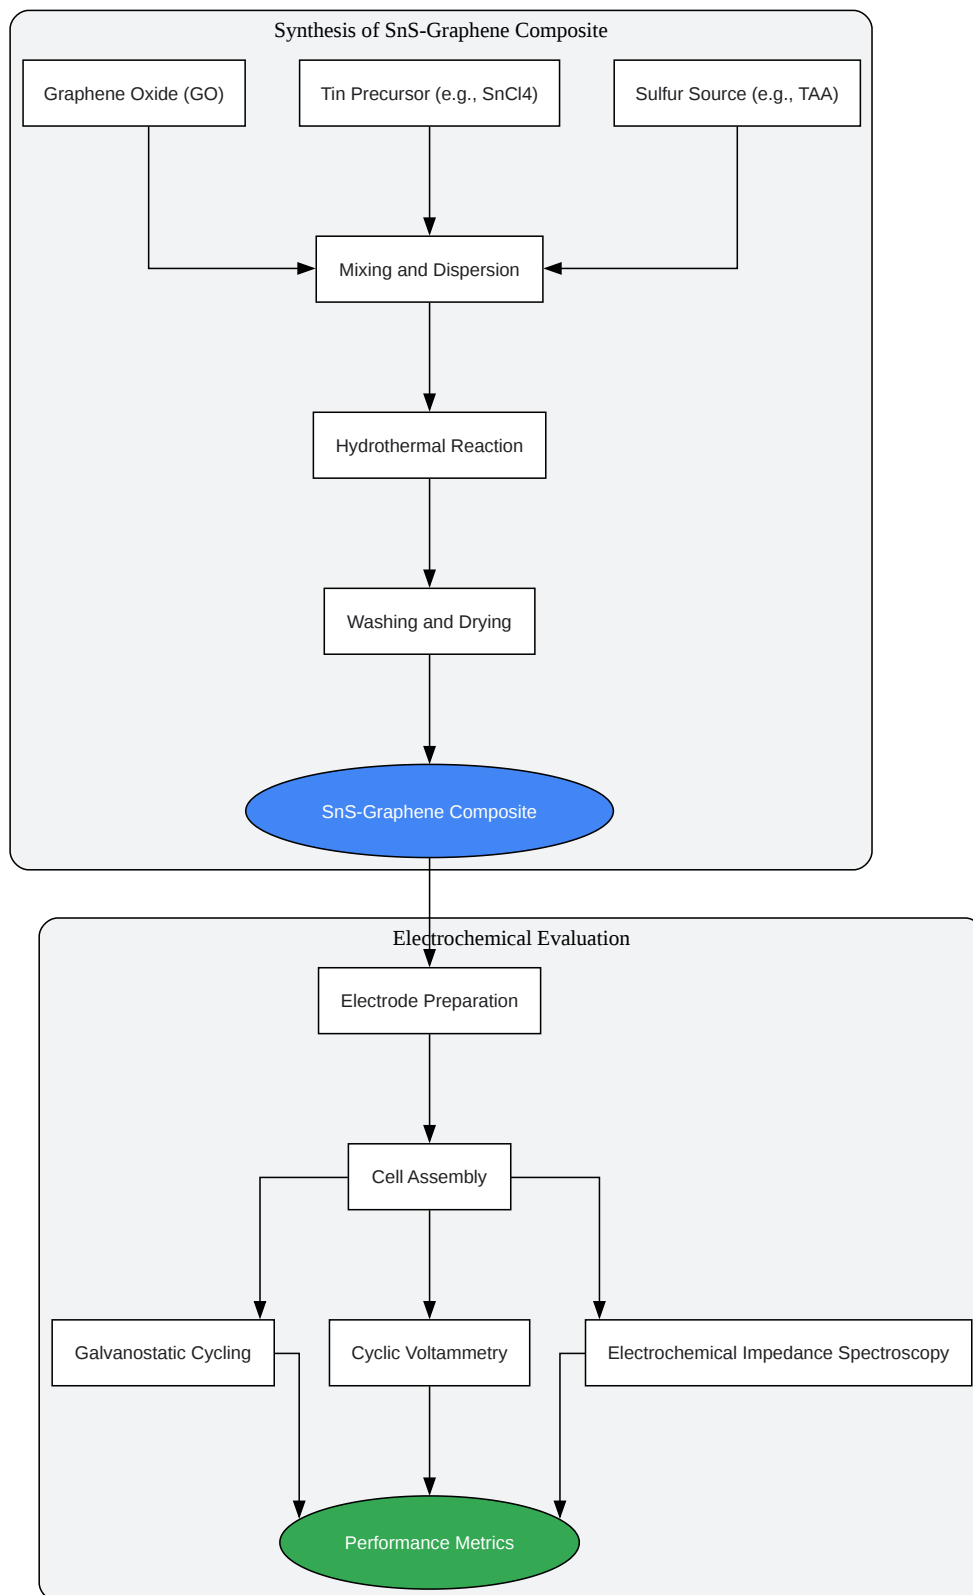 Synthesis of SnS-Graphene Composite
Graphene Oxide (GO)
Tin Precursor (e.g., SnCl4)
Sulfur Source (e.g., TAA)
Mixing and Dispersion
Hydrothermal Reaction
Washing and Drying
SnS-Graphene Composite
Electrochemical Evaluation
Electrode Preparation
Cell Assembly
Galvanostatic Cycling
Cyclic Voltammetry
Electrochemical Impedance Spectroscopy
Performance Metrics